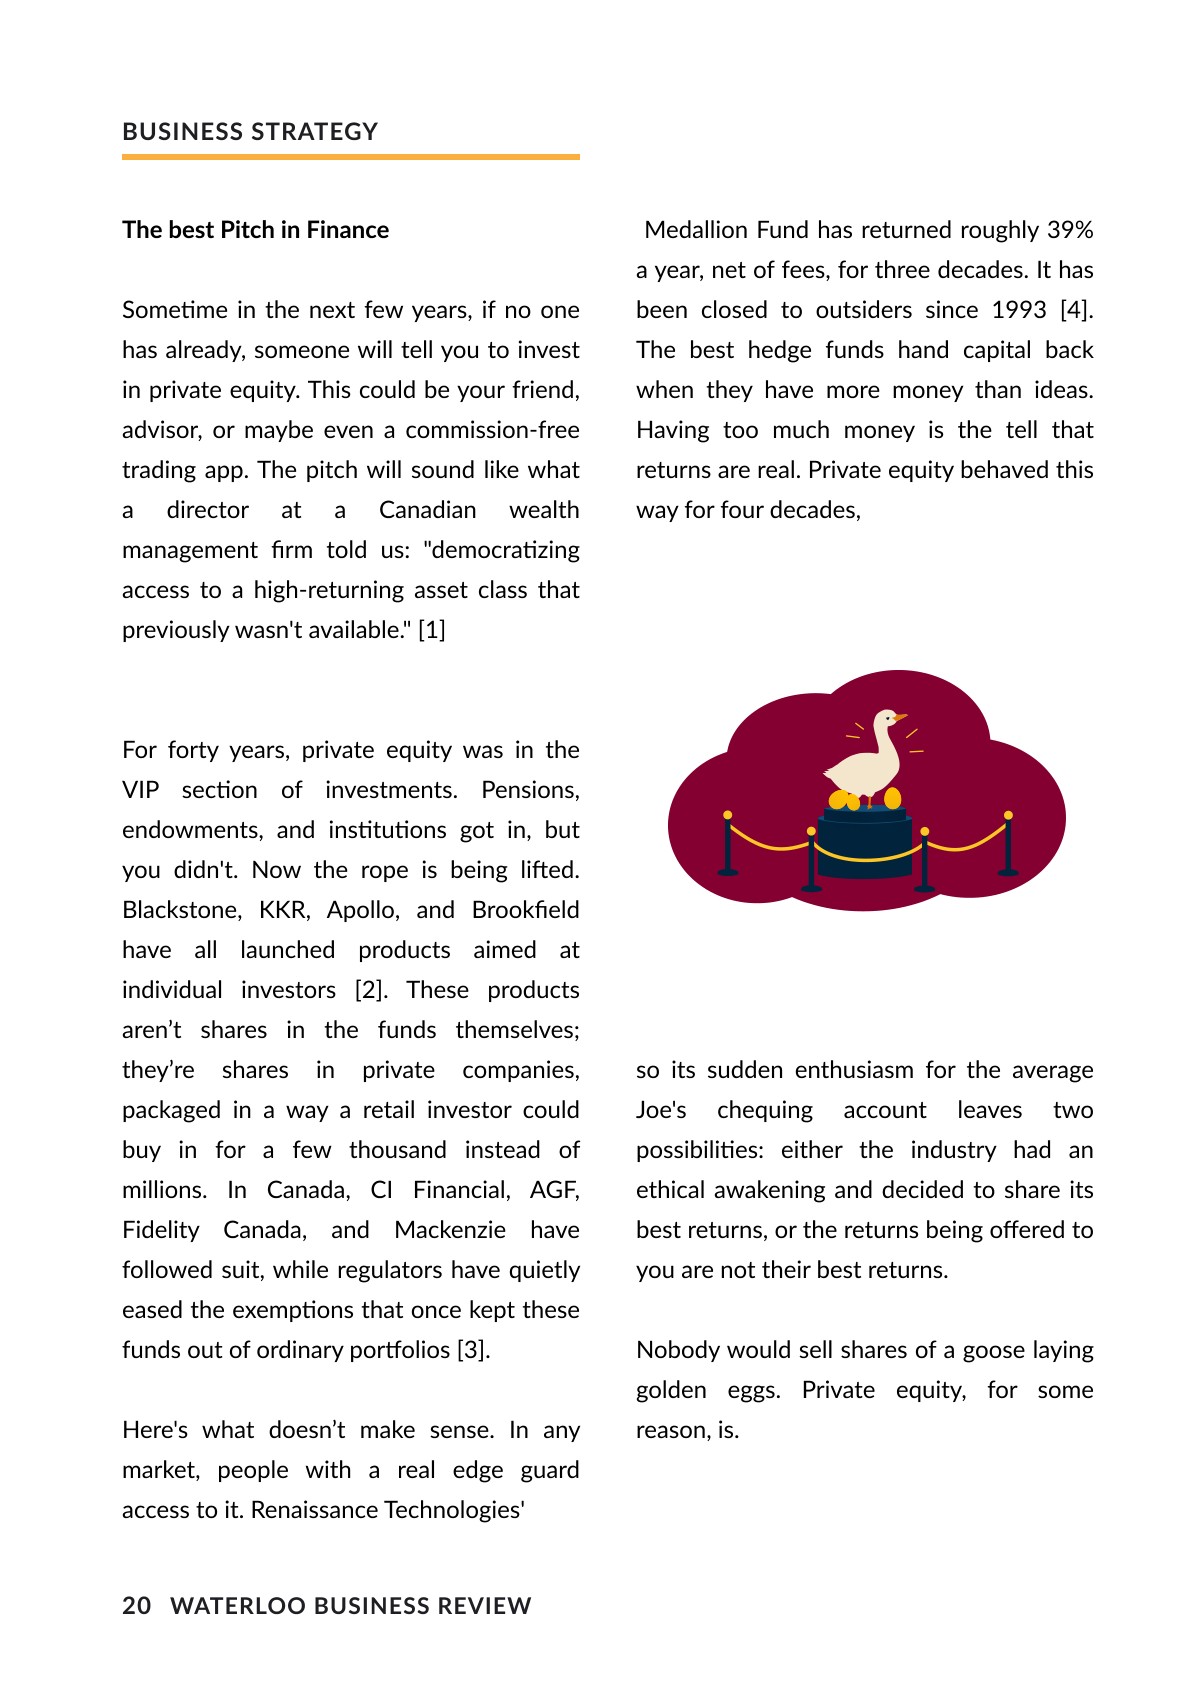 BUSINESS STRATEGY
The best Pitch in Finance
Sometime in the next few years, if no one
has already, someone will tell you to invest
in private equity. This could be your friend,
advisor, or maybe even a commission-free
trading app. The pitch will sound like what
a director at a Canadian wealth
management firm told us: "democratizing
access to a high-returning asset class that
previously wasn't available." [1]
For forty years, private equity was in the
VIP section of investments. Pensions,
endowments, and institutions got in, but
you didn't. Now the rope is being lifted.
Blackstone, KKR, Apollo, and Brookfield
have all launched products aimed at
individual investors [2]. These products
aren’t shares in the funds themselves;
they’re shares in private companies,
packaged in a way a retail investor could
buy in for a few thousand instead of
millions. In Canada, CI Financial, AGF,
Fidelity Canada, and Mackenzie have
followed suit, while regulators have quietly
eased the exemptions that once kept these
funds out of ordinary portfolios [3].
Here's what doesn’t make sense. In any
market, people with a real edge guard
access to it. Renaissance Technologies'
Medallion Fund has returned roughly 39%
a year, net of fees, for three decades. It has
been closed to outsiders since 1993 [4].
The best hedge funds hand capital back
when they have more money than ideas.
Having too much money is the tell that
returns are real. Private equity behaved this
way for four decades,
so its sudden enthusiasm for the average
Joe's chequing account leaves two
possibilities: either the industry had an
ethical awakening and decided to share its
best returns, or the returns being offered to
you are not their best returns.
Nobody would sell shares of a goose laying
golden eggs. Private equity, for some
reason, is.
20 WATERLOO BUSINESS REVIEW